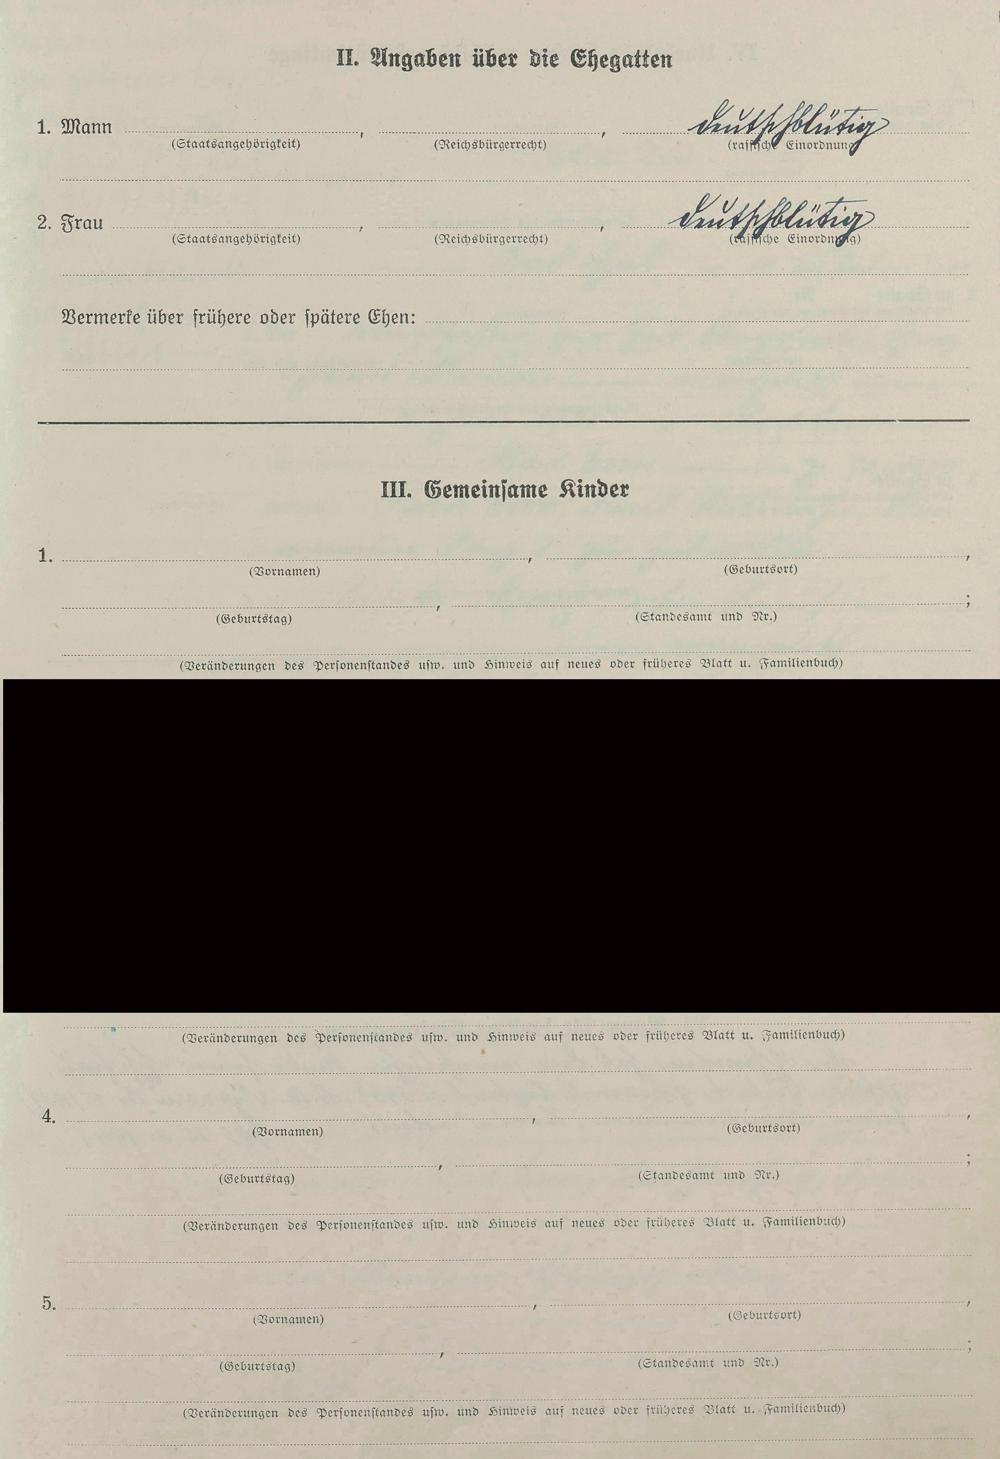 II. Angaben über die Ehegatten
1. Mann , , deutschblütig
(Staatsangehörigkeit) (Reichsbürgerrecht) (rassische Einordnung)
2. Frau , , deutschblütig
(Staatsangehörigkeit) (Reichsbürgerrecht) (rassische Einordnung)
Vermerke über frühere oder spätere Ehen:
III. Gemeinsame Kinder
1. , ,
(Vornamen) (Geburtsort)
, ;
(Geburtstag) (Standesamt und Nr.)
(Veränderungen des Personenstandes usw. und Hinweis auf neues oder früheres Blatt u. Familienbuch)
(Veränderungen des Personenstandes usw. und Hinweis auf neues oder früheres Blatt u. Familienbuch)
4. , ,
(Vornamen) (Geburtsort)
, ;
(Geburtstag) (Standesamt und Nr.)
(Veränderungen des Personenstandes usw. und Hinweis auf neues oder früheres Blatt u. Familienbuch)
5. , ,
(Vornamen) (Geburtsort)
, ;
(Geburtstag) (Standesamt und Nr.)
(Veränderungen des Personenstandes usw. und Hinweis auf neues oder früheres Blatt u. Familienbuch)